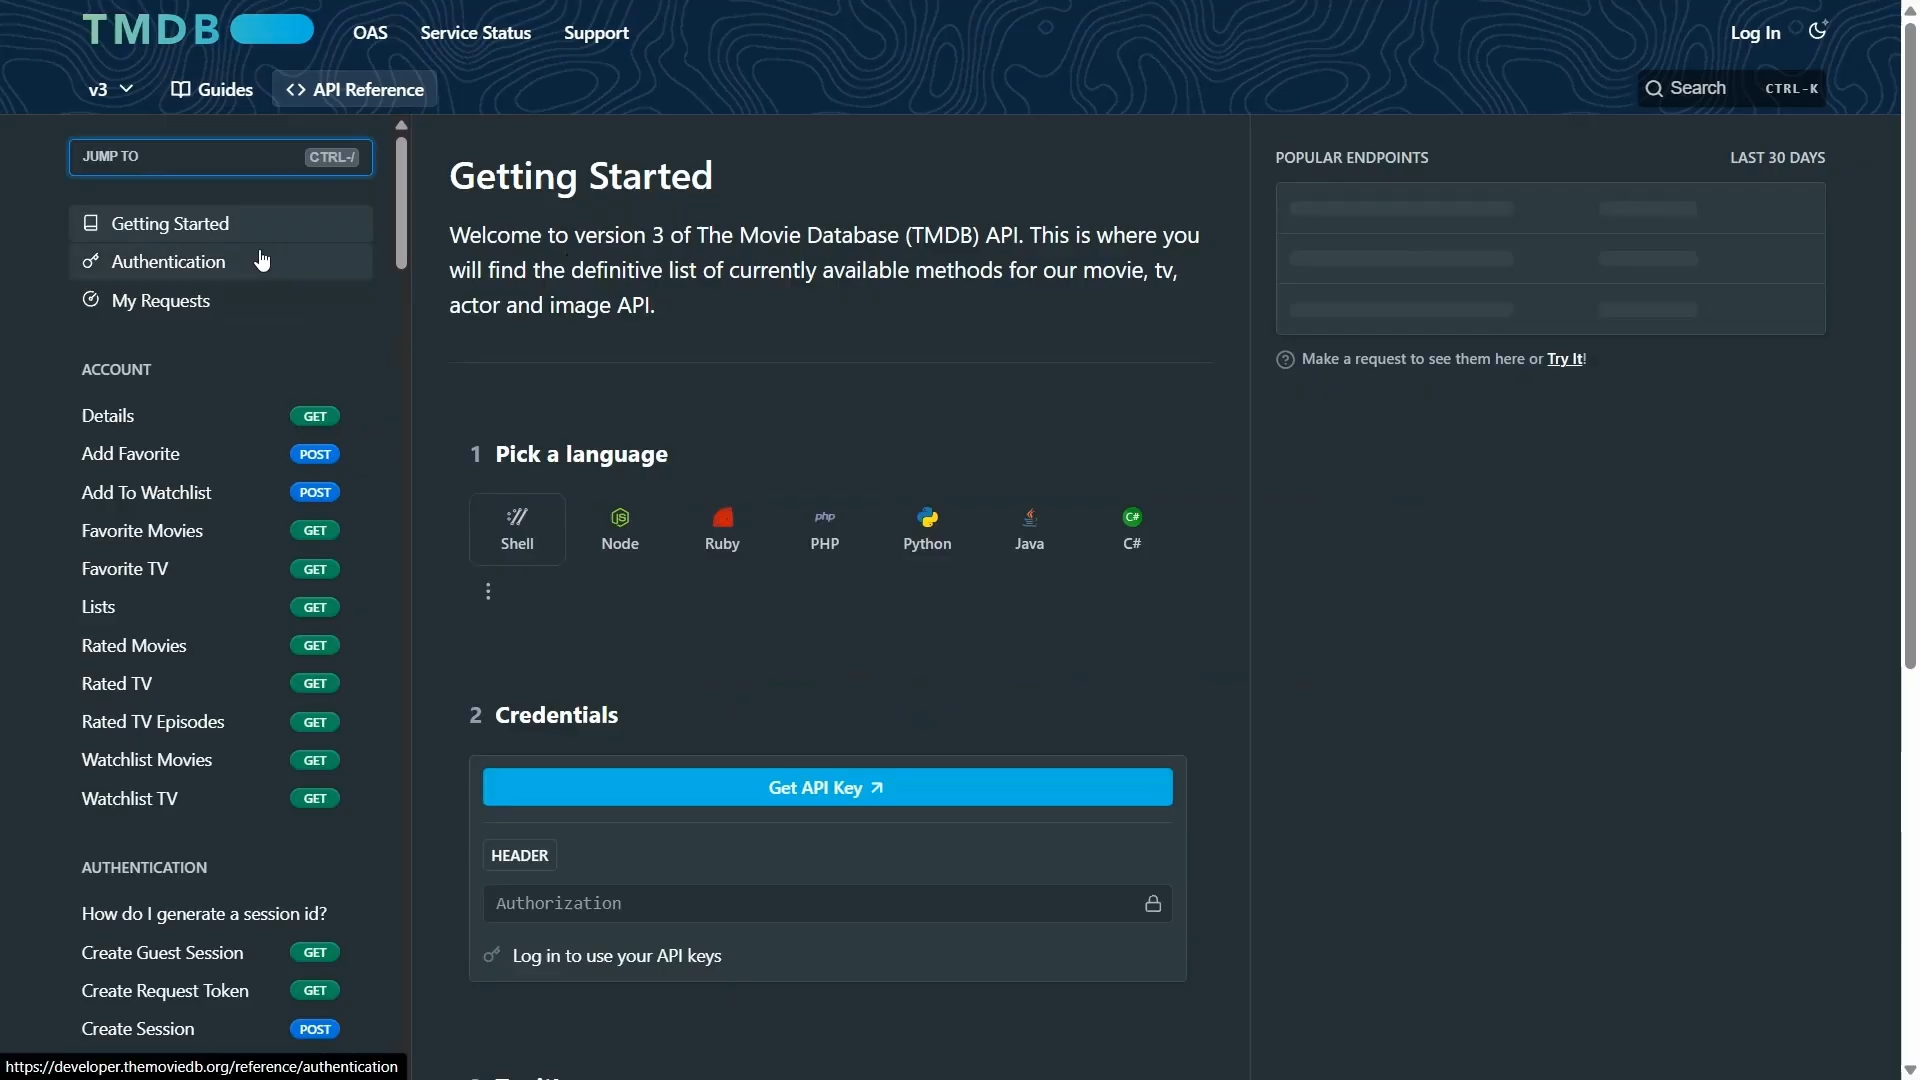 TMDB
OAS
Service Status
Support
Log In
v3
Guides
<> API Reference
Search
CTRL-K
JUMP TO
CTRL-/
Getting Started
Authentication
My Requests
ACCOUNT
Details GET
Add Favorite POST
Add To Watchlist POST
Favorite Movies GET
Favorite TV GET
Lists GET
Rated Movies GET
Rated TV GET
Rated TV Episodes GET
Watchlist Movies GET
Watchlist TV GET
AUTHENTICATION
How do I generate a session id?
Create Guest Session GET
Create Request Token GET
Create Session POST
https://developer.themoviedb.org/reference/authentication
Getting Started
Welcome to version 3 of The Movie Database (TMDB) API. This is where you
will find the definitive list of currently available methods for our movie, tv,
actor and image API.
1 Pick a language
Shell
JS
Node
Ruby
php
PHP
Python
Java
C#
C#
2 Credentials
Get API Key
HEADER
Authorization
Log in to use your API keys
POPULAR ENDPOINTS
LAST 30 DAYS
? Make a request to see them here or Try It!